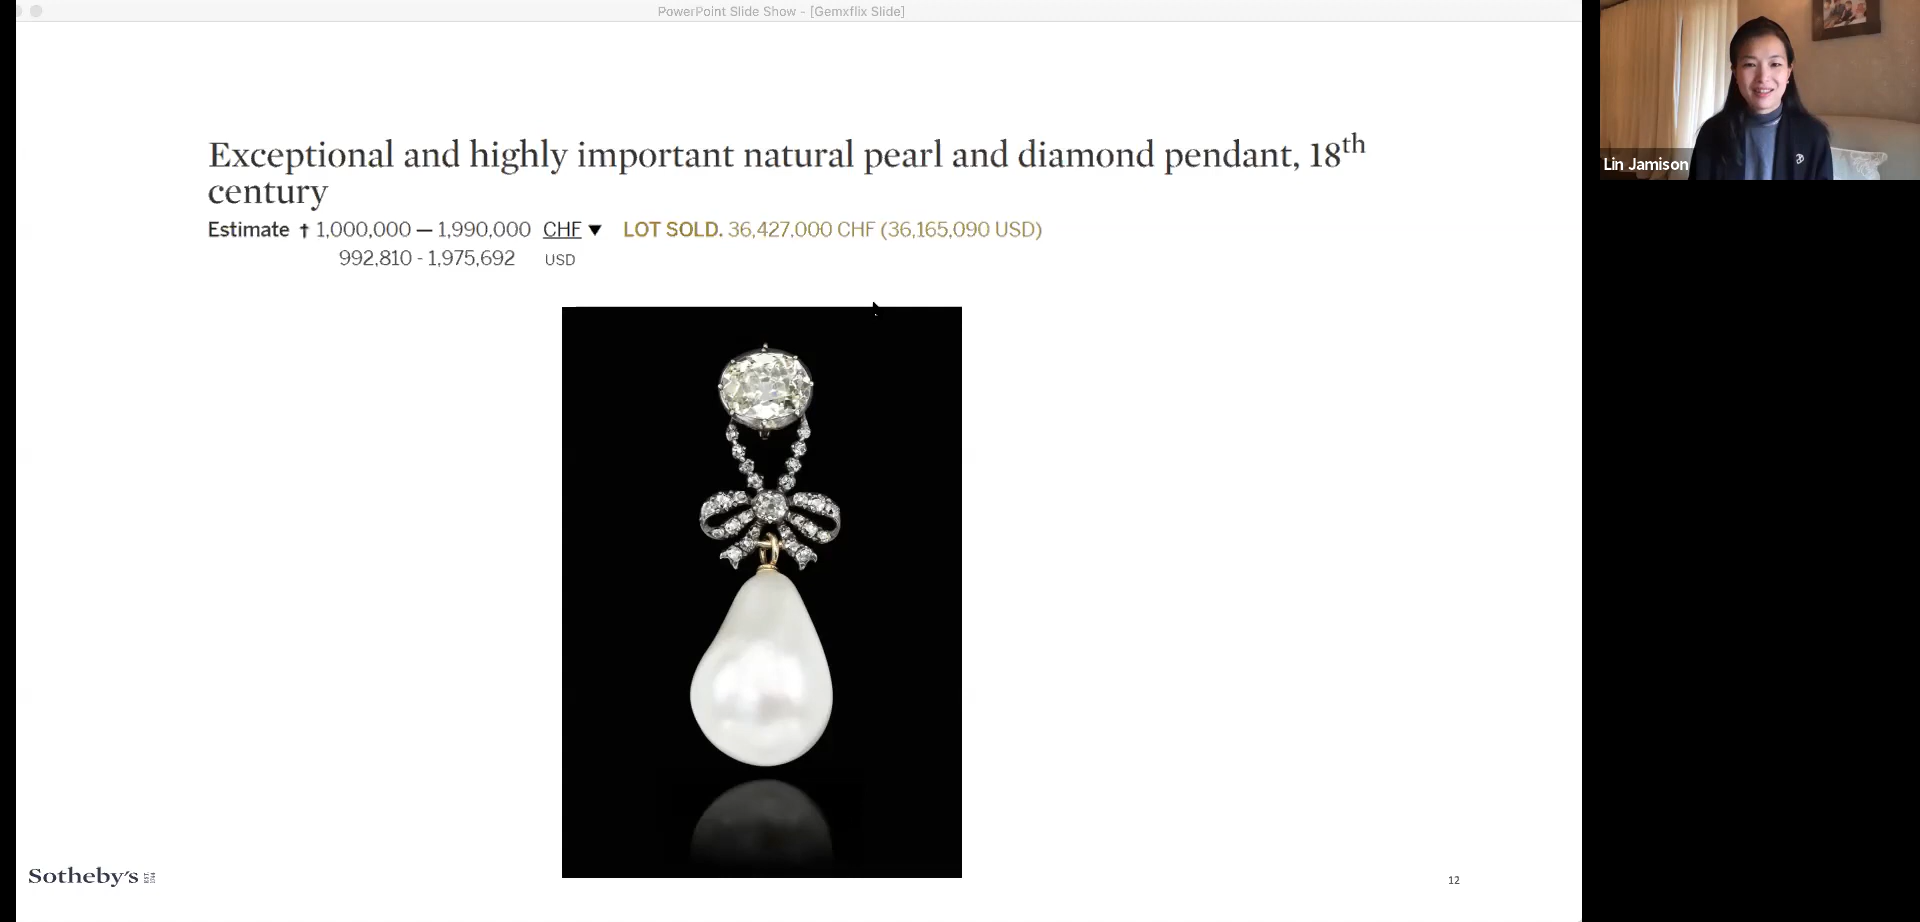 PowerPoint Slide Show - [Gemxflix Slide]
Exceptional and highly important natural pearl and diamond pendant, 18th
century
Estimate † 1,000,000 — 1,990,000 CHF ▼ LOT SOLD. 36,427,000 CHF (36,165,090 USD)
992,810 - 1,975,692 USD
Lin Jamison
Sotheby's EST. 1744
12